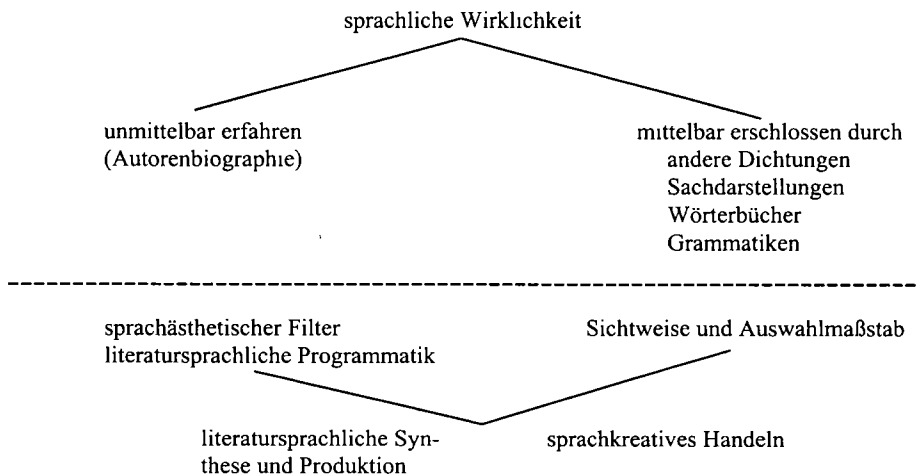 sprachliche Wirklichkeit
unmittelbar erfahren
(Autorenbiographie)
mittelbar erschlossen durch
andere Dichtungen
Sachdarstellungen
Wörterbücher
Grammatiken
sprachästhetischer Filter
literatursprachliche Programmatik
Sichtweise und Auswahlmaßstab
literatursprachliche Syn-
these und Produktion
sprachkreatives Handeln